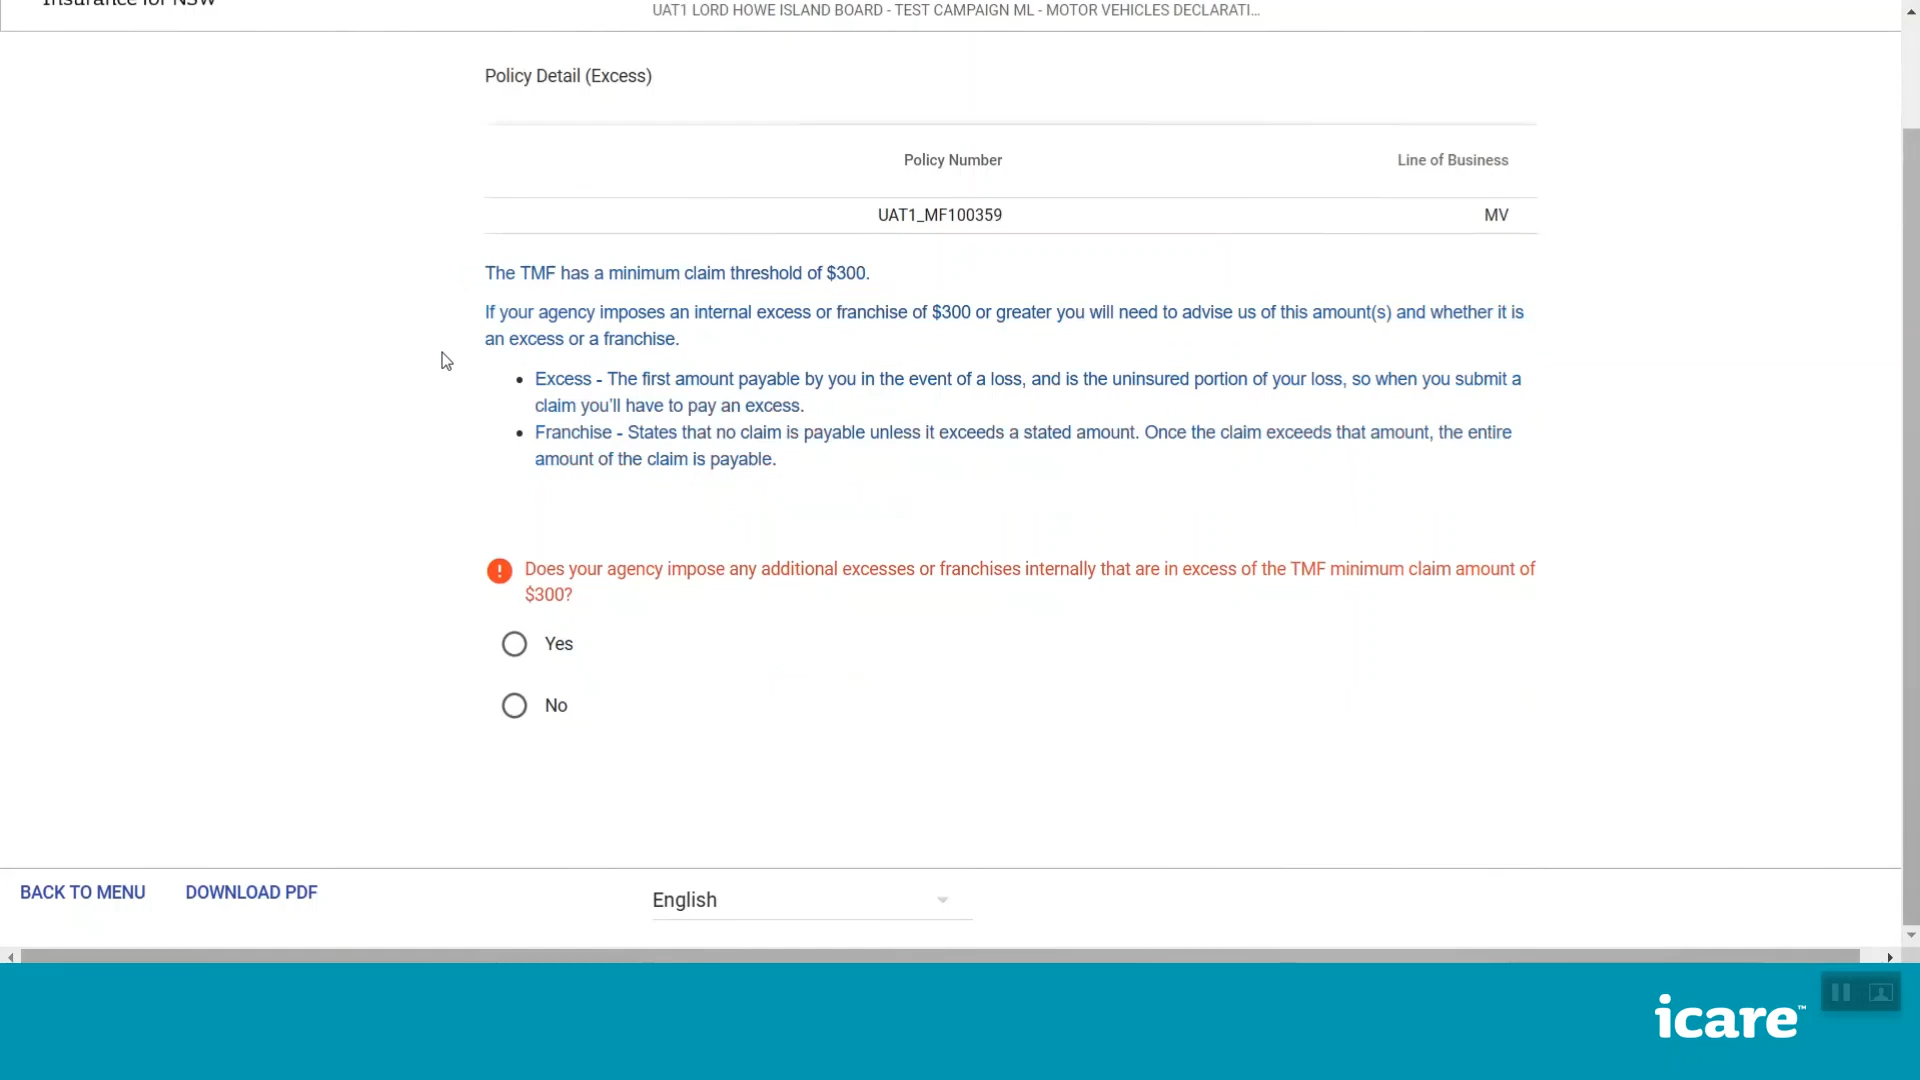 Insurance for NSW
UAT1 LORD HOWE ISLAND BOARD - TEST CAMPAIGN ML - MOTOR VEHICLES DECLARATI...
Policy Detail (Excess)
Policy Number Line of Business
UAT1_MF100359 MV
The TMF has a minimum claim threshold of $300.
If your agency imposes an internal excess or franchise of $300 or greater you will need to advise us of this amount(s) and whether it is
an excess or a franchise.
• Excess - The first amount payable by you in the event of a loss, and is the uninsured portion of your loss, so when you submit a
claim you'll have to pay an excess.
• Franchise - States that no claim is payable unless it exceeds a stated amount. Once the claim exceeds that amount, the entire
amount of the claim is payable.
Does your agency impose any additional excesses or franchises internally that are in excess of the TMF minimum claim amount of
$300?
Yes
No
BACK TO MENU DOWNLOAD PDF English
icare™